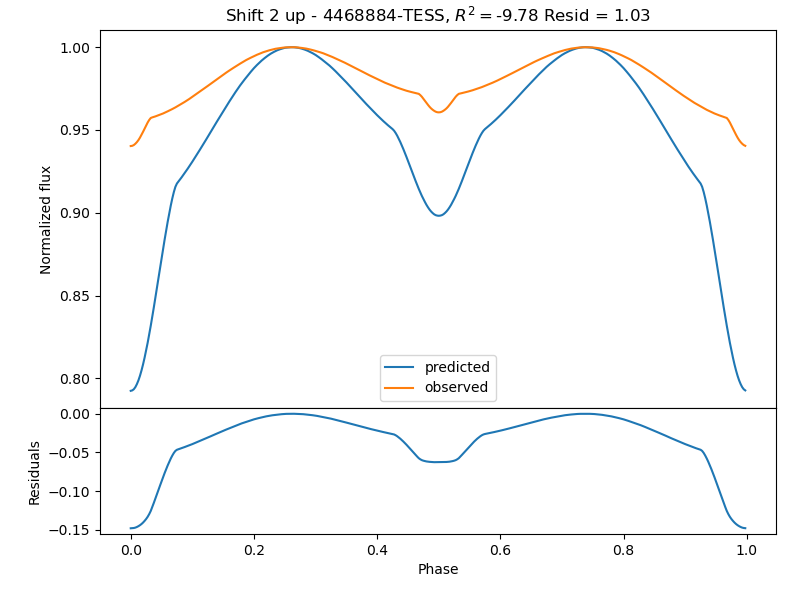 Shift 2 up - 4468884-TESS, $R^2 = $-9.78 Resid = 1.03
1.00
0.95
0.90
0.85
0.80
Normalized flux
predicted
observed
0.00
−0.05
−0.10
−0.15
Residuals
0.0 0.2 0.4 0.6 0.8 1.0
Phase